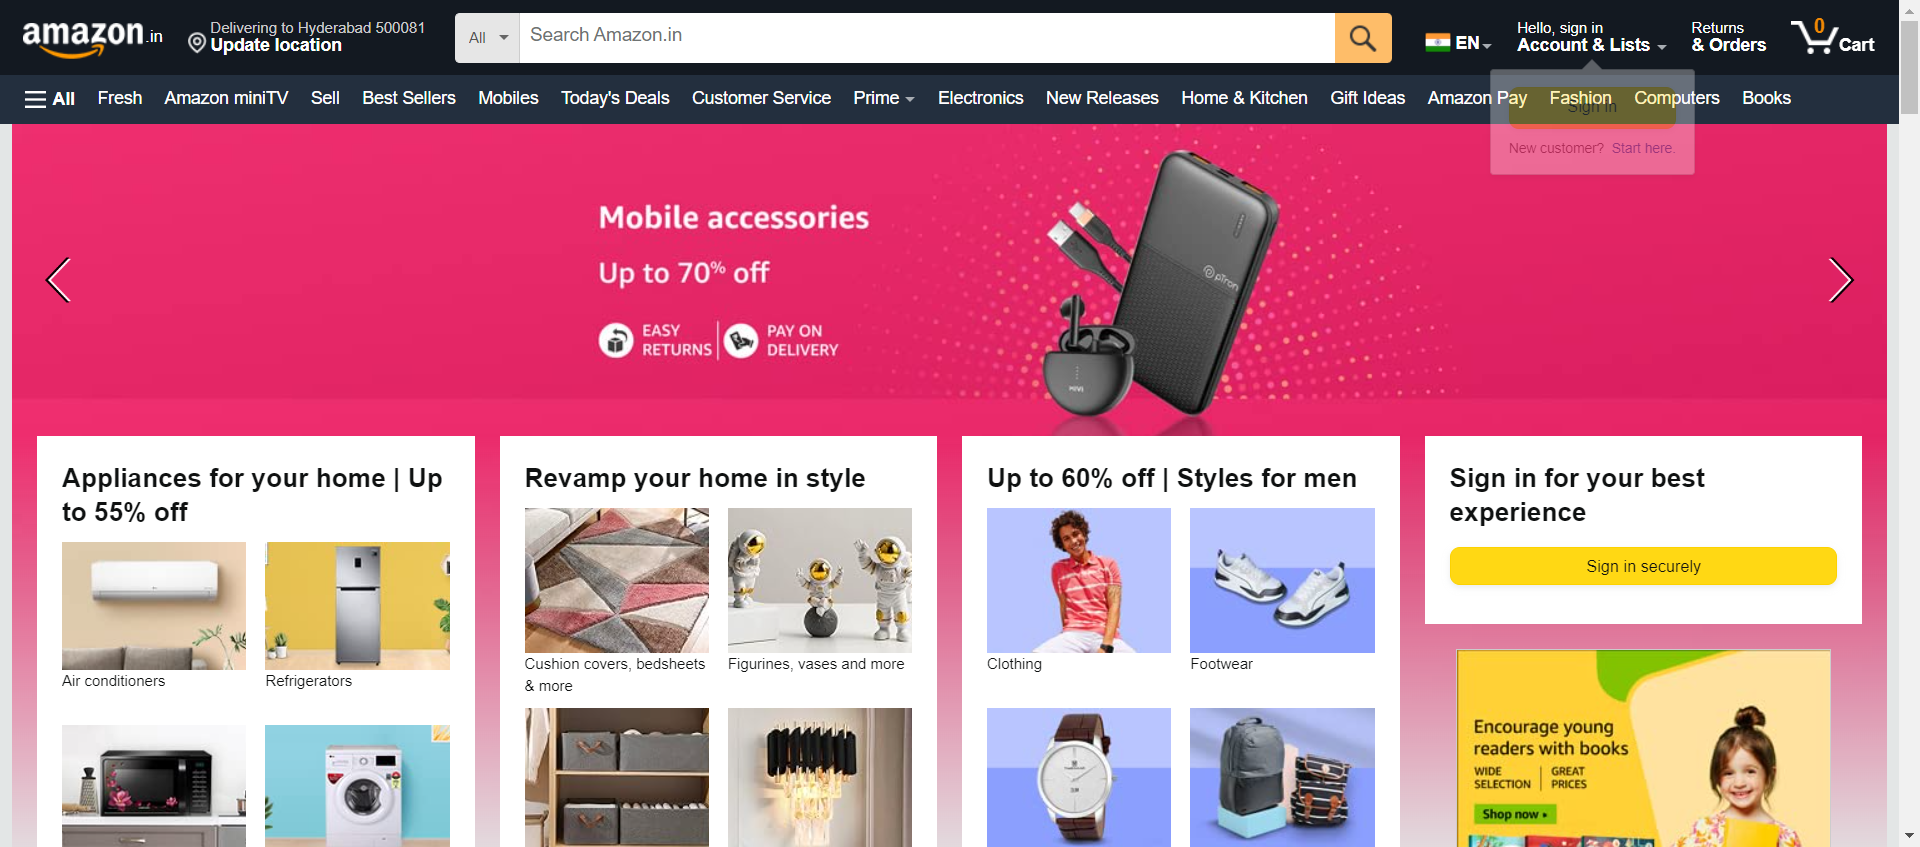 amazon.in
Delivering to Hyderabad 500081
Update location
All
Search Amazon.in
EN
Hello, sign in
Account & Lists
Returns
& Orders
0
Cart
All
Fresh
Amazon miniTV
Sell
Best Sellers
Mobiles
Today's Deals
Customer Service
Prime
Electronics
New Releases
Home & Kitchen
Gift Ideas
Amazon Pay
Fashion
Computers
Books
Sign in
New customer? Start here.
Mobile accessories
Up to 70% off
EASY
RETURNS
PAY ON
DELIVERY
pTron
MIVI
Appliances for your home | Up
to 55% off
Air conditioners
Refrigerators
Revamp your home in style
Cushion covers, bedsheets
& more
Figurines, vases and more
Up to 60% off | Styles for men
Clothing
Footwear
Sign in for your best
experience
Sign in securely
Encourage young
readers with books
WIDE
SELECTION
GREAT
PRICES
Shop now